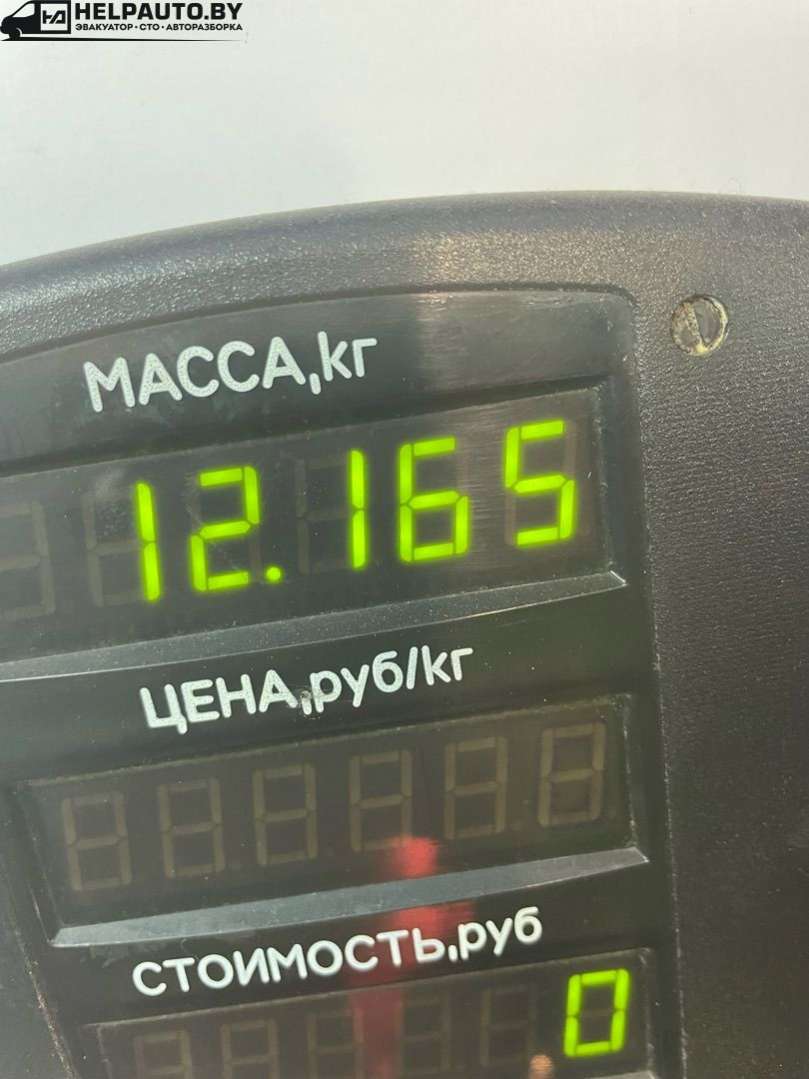 HELPAUTO.BY
ЭВАКУАТОР•СТО•АВТОРАЗБОРКА
МАССА,кг
12.165
ЦЕНА,руб/кг
СТОИМОСТЬ,руб
0